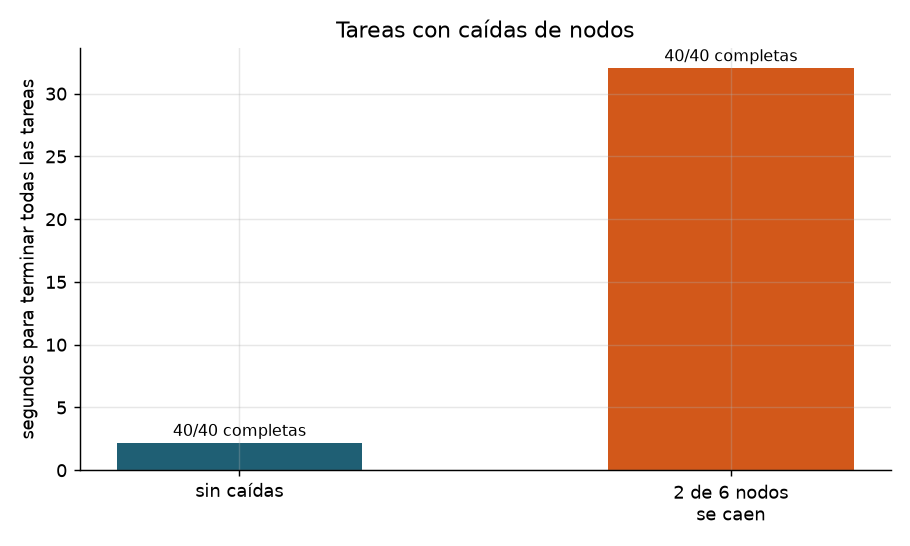 Tareas con caídas de nodos
40/40 completas
segundos para terminar todas las tareas
30
25
20
15
10
5
0
40/40 completas
sin caídas
2 de 6 nodos
se caen